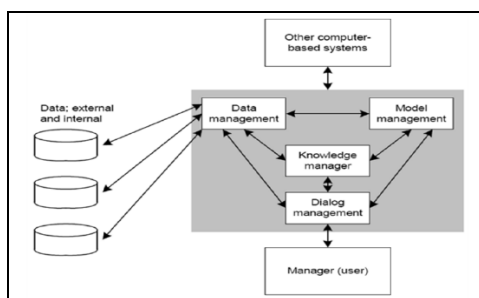 Other computer-
based systems
Data; external
and internal
Data
management
Model
management
Knowledge
manager
Dialog
management
Manager (user)